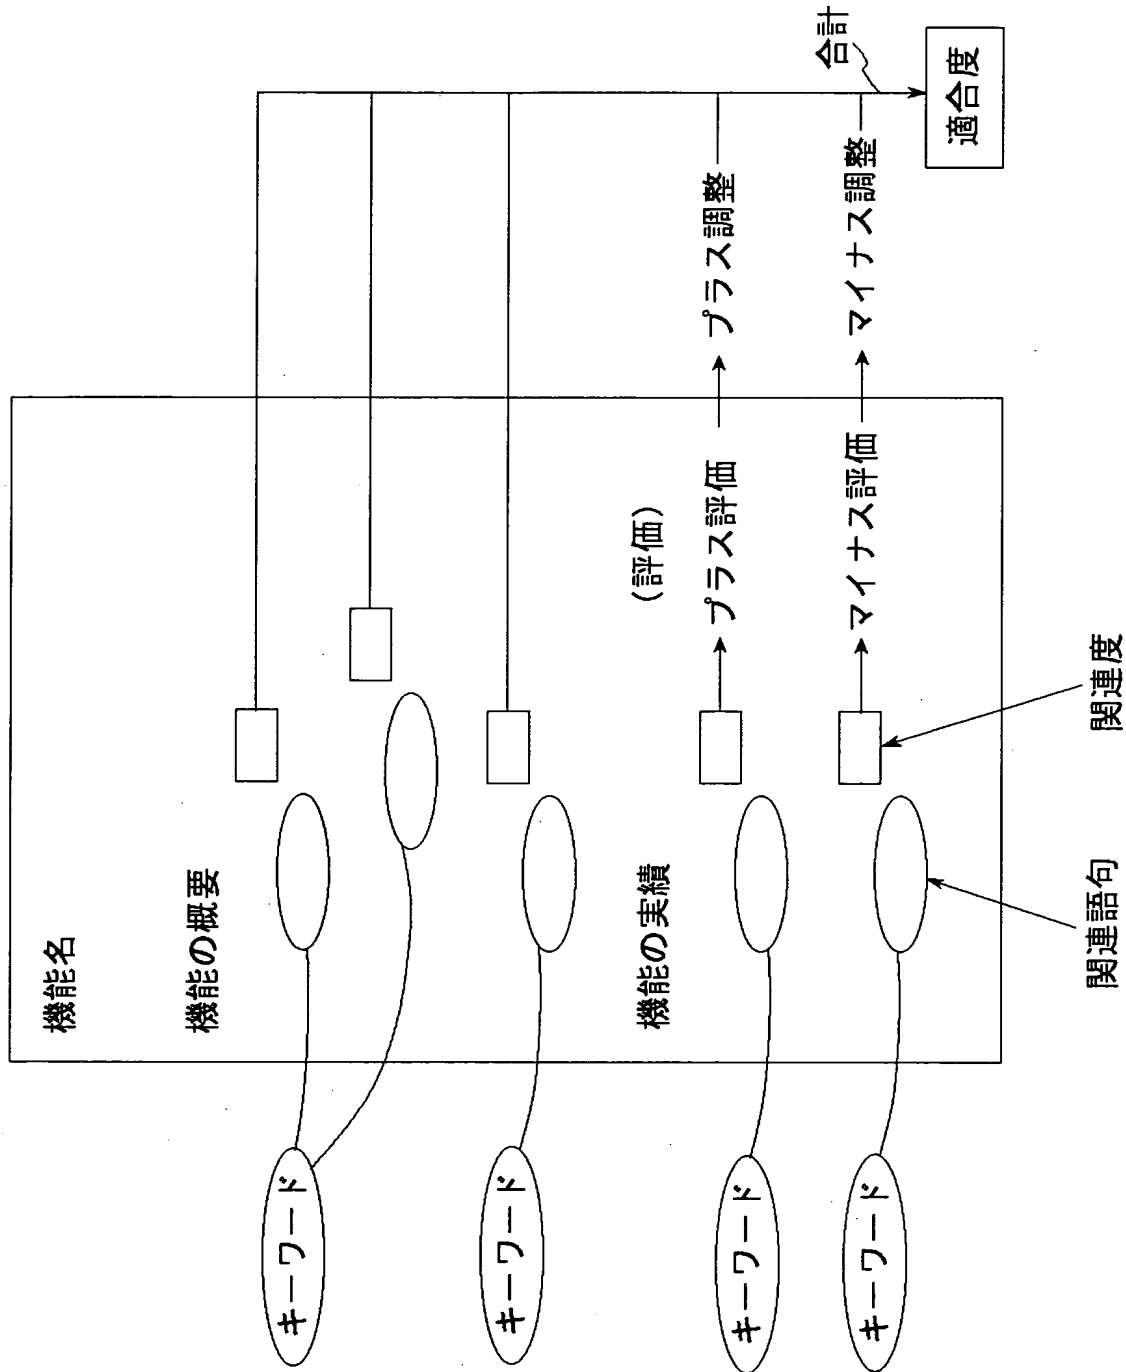 機能名
機能の概要
キーワード
キーワード
機能の実績
(評価)
キーワード
プラス評価
プラス調整
キーワード
マイナス評価
マイナス調整
合計
適合度
関連語句
関連度